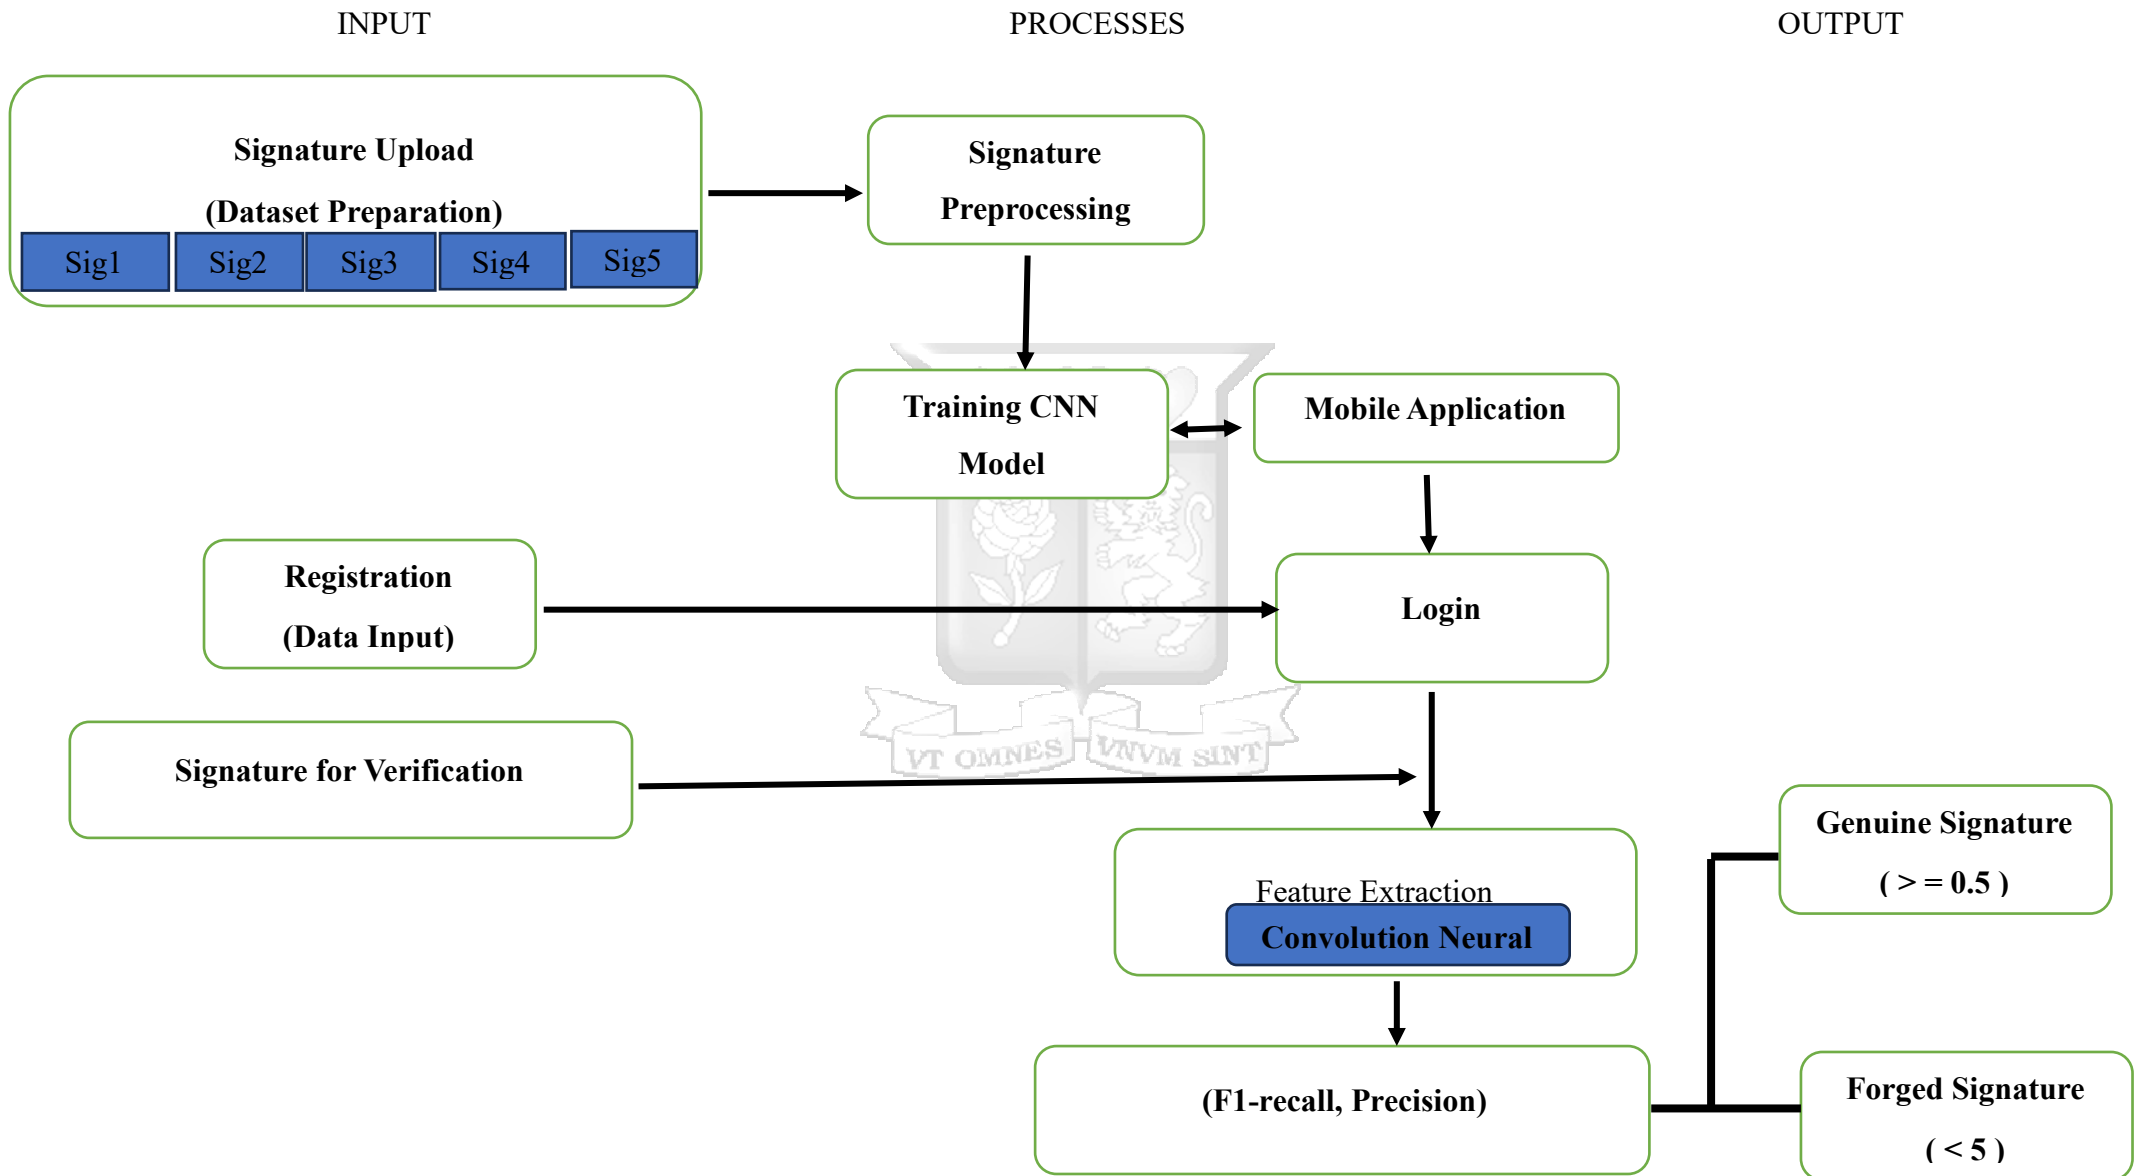 INPUT
PROCESSES
OUTPUT
Signature Upload
(Dataset Preparation)
Sig1
Sig2
Sig3
Sig4
Sig5
Signature
Preprocessing
Training CNN
Model
Mobile Application
Registration
(Data Input)
Login
VT OMNES VNVM SINT
Signature for Verification
Feature Extraction
Convolution Neural
Genuine Signature
( > = 0.5 )
(F1-recall, Precision)
Forged Signature
( < 5 )